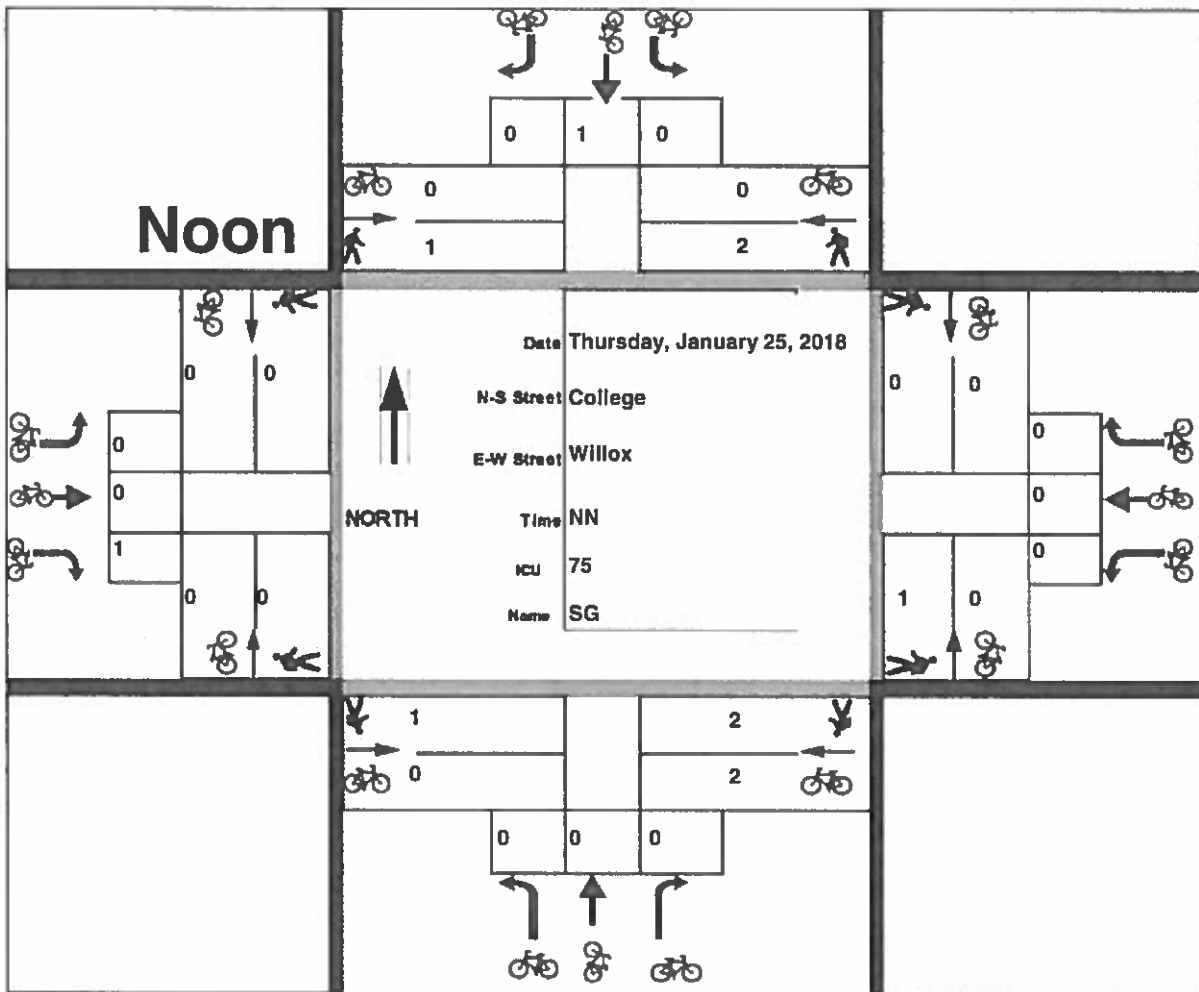 0 1 0
0 0
Noon
1 2
Date Thursday, January 25, 2018
0 0 0 0
N-S Street College
0 0
E-W Street Willox
0 0
NORTH Time NN
1 0
ICU 75
0 0 1 0
Name SG
1 2
0 2
0 0 0